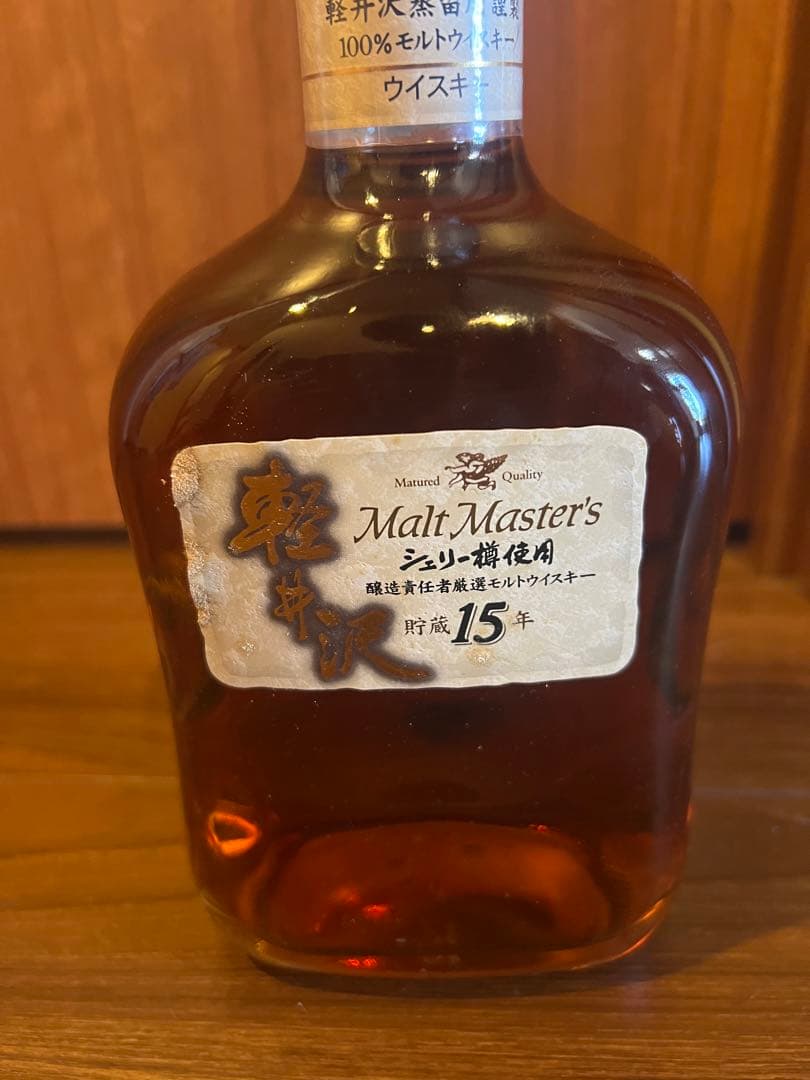 軽井沢蒸留所謹製
100%モルトウイスキー
ウイスキー
軽井沢
Matured Quality
Malt Master's
シェリー樽使用
醸造責任者厳選モルトウイスキー
貯蔵15年